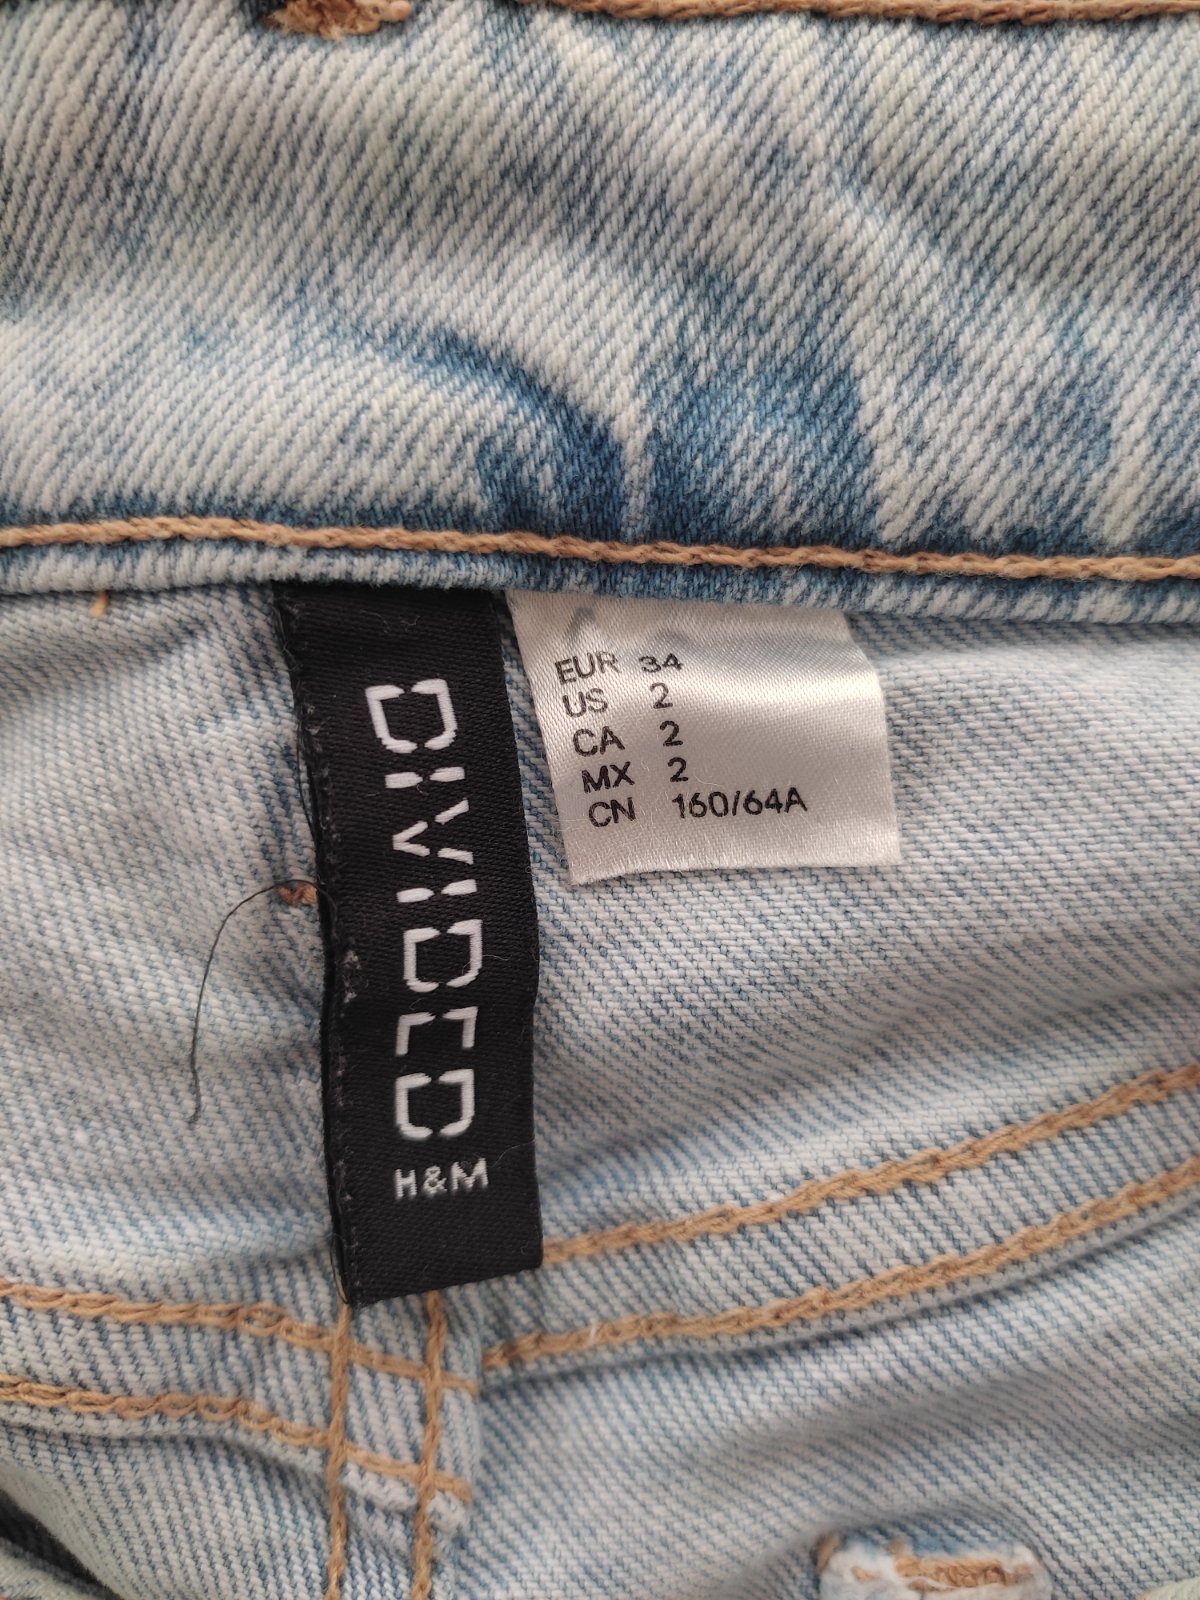 DIVIDED
H&M
EUR 34
US 2
CA 2
MX 2
CN 160/64A